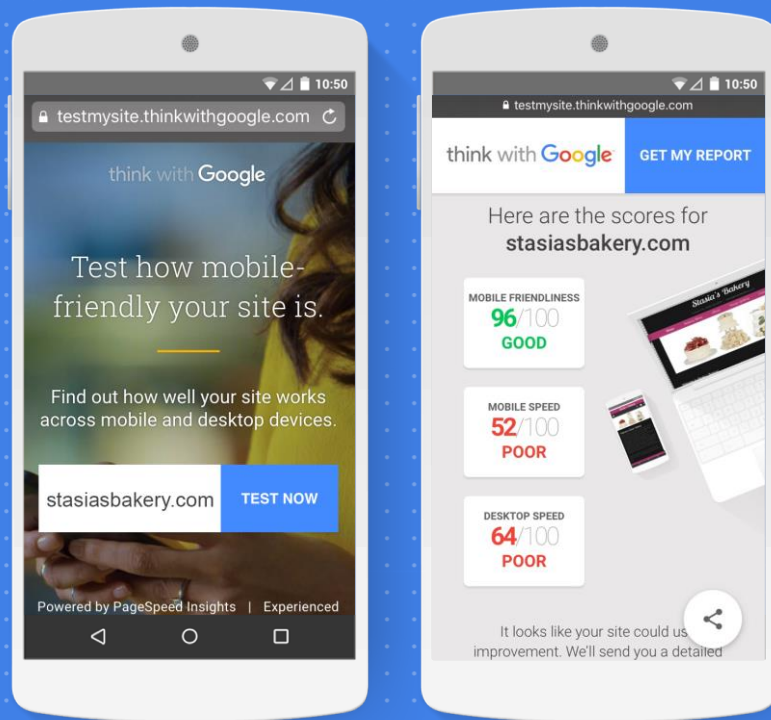 10:50
testmysite.thinkwithgoogle.com
think with Google
Test how mobile-
friendly your site is.
Find out how well your site works
across mobile and desktop devices.
stasiasbakery.com
TEST NOW
Powered by PageSpeed Insights | Experienced
10:50
testmysite.thinkwithgoogle.com
think with Google
GET MY REPORT
Here are the scores for
stasiasbakery.com
MOBILE FRIENDLINESS
96/100
GOOD
Stasia's Bakery
MOBILE SPEED
52/100
POOR
DESKTOP SPEED
64/100
POOR
It looks like your site could us
improvement. We'll send you a detailed